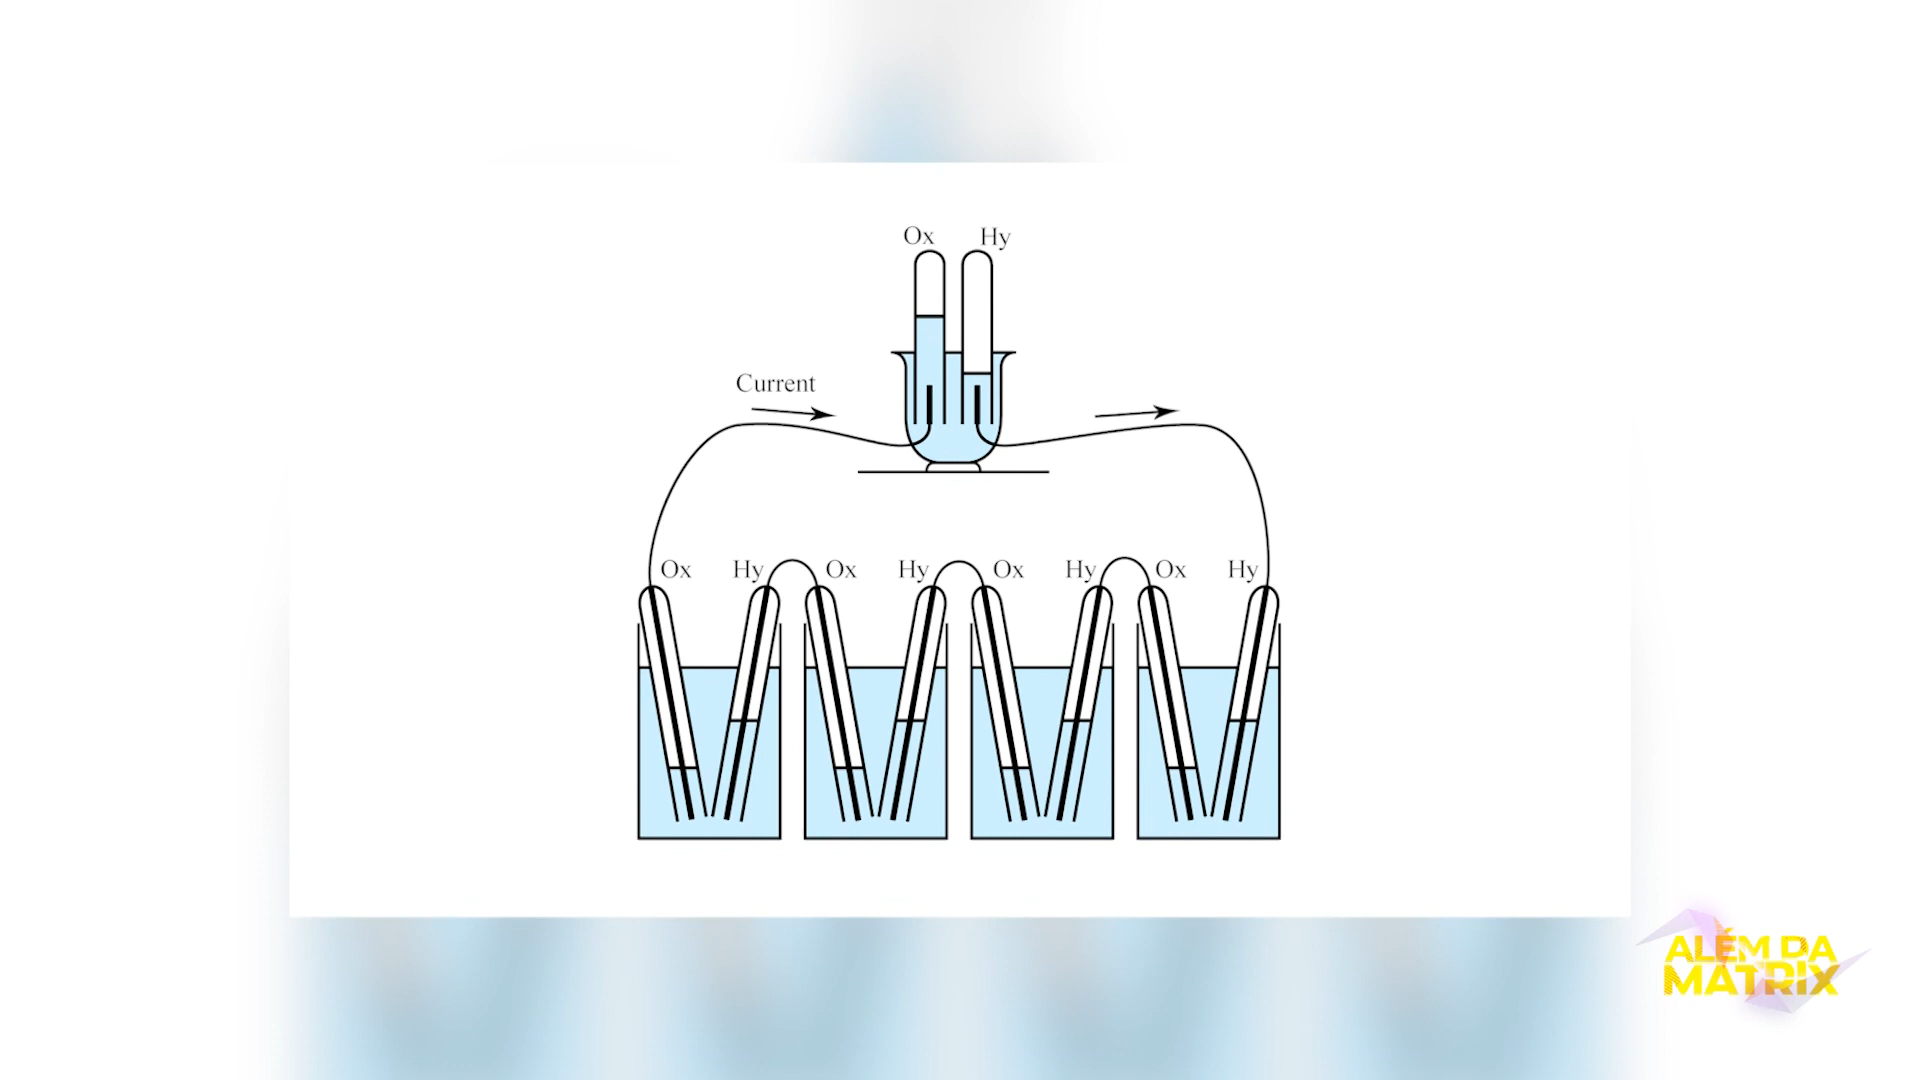 Ox Hy
Current
Ox Hy Ox Hy Ox Hy Ox Hy
ALÉM DA
MATRIX